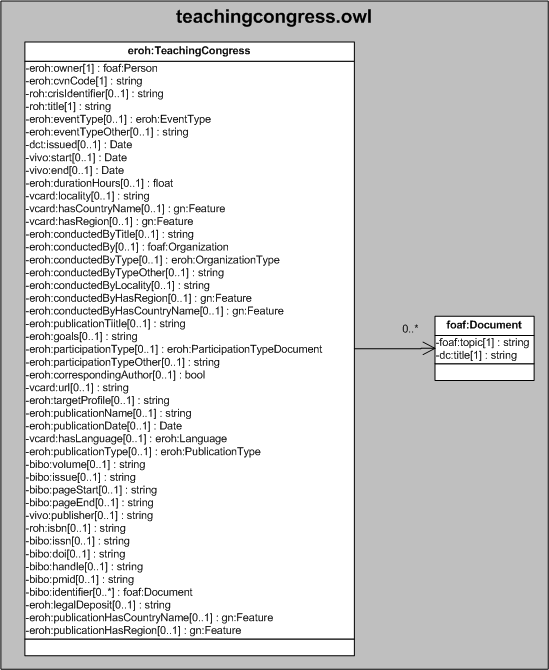 teachingcongress.owl
eroh:TeachingCongress
-eroh:owner[1] : foaf:Person
-eroh:cvnCode[1] : string
-roh:crisIdentifier[0..1] : string
-roh:title[1] : string
-eroh:eventType[0..1] : eroh:EventType
-eroh:eventTypeOther[0..1] : string
-dct:issued[0..1] : Date
-vivo:start[0..1] : Date
-vivo:end[0..1] : Date
-eroh:durationHours[0..1] : float
-vcard:locality[0..1] : string
-vcard:hasCountryName[0..1] : gn:Feature
-vcard:hasRegion[0..1] : gn:Feature
-eroh:conductedByTitle[0..1] : string
-eroh:conductedBy[0..1] : foaf:Organization
-eroh:conductedByType[0..1] : eroh:OrganizationType
-eroh:conductedByTypeOther[0..1] : string
-eroh:conductedByLocality[0..1] : string
-eroh:conductedByHasRegion[0..1] : gn:Feature
-eroh:conductedByHasCountryName[0..1] : gn:Feature
-eroh:publicationTiitle[0..1] : string
-eroh:goals[0..1] : string
-eroh:participationType[0..1] : eroh:ParticipationTypeDocument
-eroh:participationTypeOther[0..1] : string
-eroh:correspondingAuthor[0..1] : bool
-vcard:url[0..1] : string
-eroh:targetProfile[0..1] : string
-eroh:publicationName[0..1] : string
-eroh:publicationDate[0..1] : Date
-vcard:hasLanguage[0..1] : eroh:Language
-eroh:publicationType[0..1] : eroh:PublicationType
-bibo:volume[0..1] : string
-bibo:issue[0..1] : string
-bibo:pageStart[0..1] : string
-bibo:pageEnd[0..1] : string
-vivo:publisher[0..1] : string
-roh:isbn[0..1] : string
-bibo:issn[0..1] : string
-bibo:doi[0..1] : string
-bibo:handle[0..1] : string
-bibo:pmid[0..1] : string
-bibo:identifier[0..*] : foaf:Document
-eroh:legalDeposit[0..1] : string
-eroh:publicationHasCountryName[0..1] : gn:Feature
-eroh:publicationHasRegion[0..1] : gn:Feature
0..*
foaf:Document
-foaf:topic[1] : string
-dc:title[1] : string